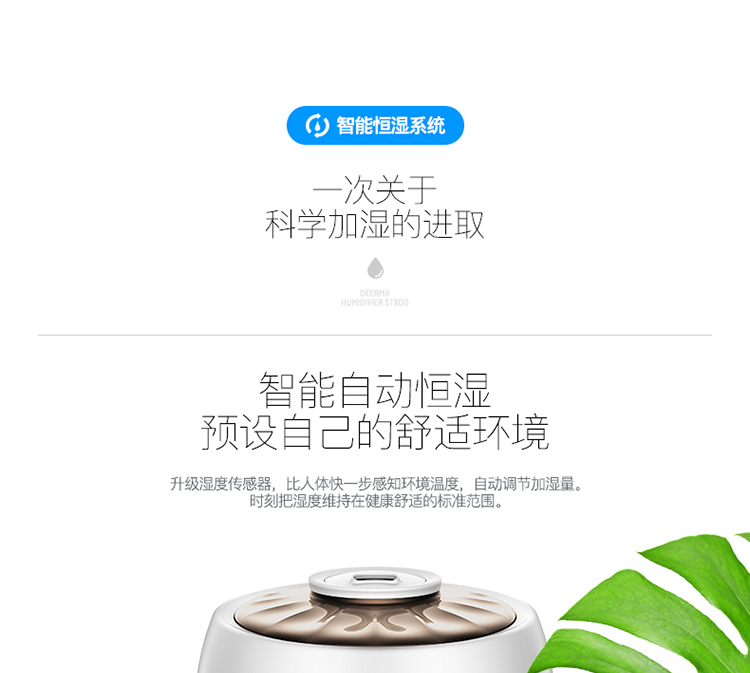 智能恒湿系统
一次关于
科学加湿的进取
DEERMA
HUMIDIFIER ST800
智能自动恒湿
预设自己的舒适环境
升级湿度传感器，比人体快一步感知环境温度，自动调节加湿量。
时刻把湿度维持在健康舒适的标准范围。